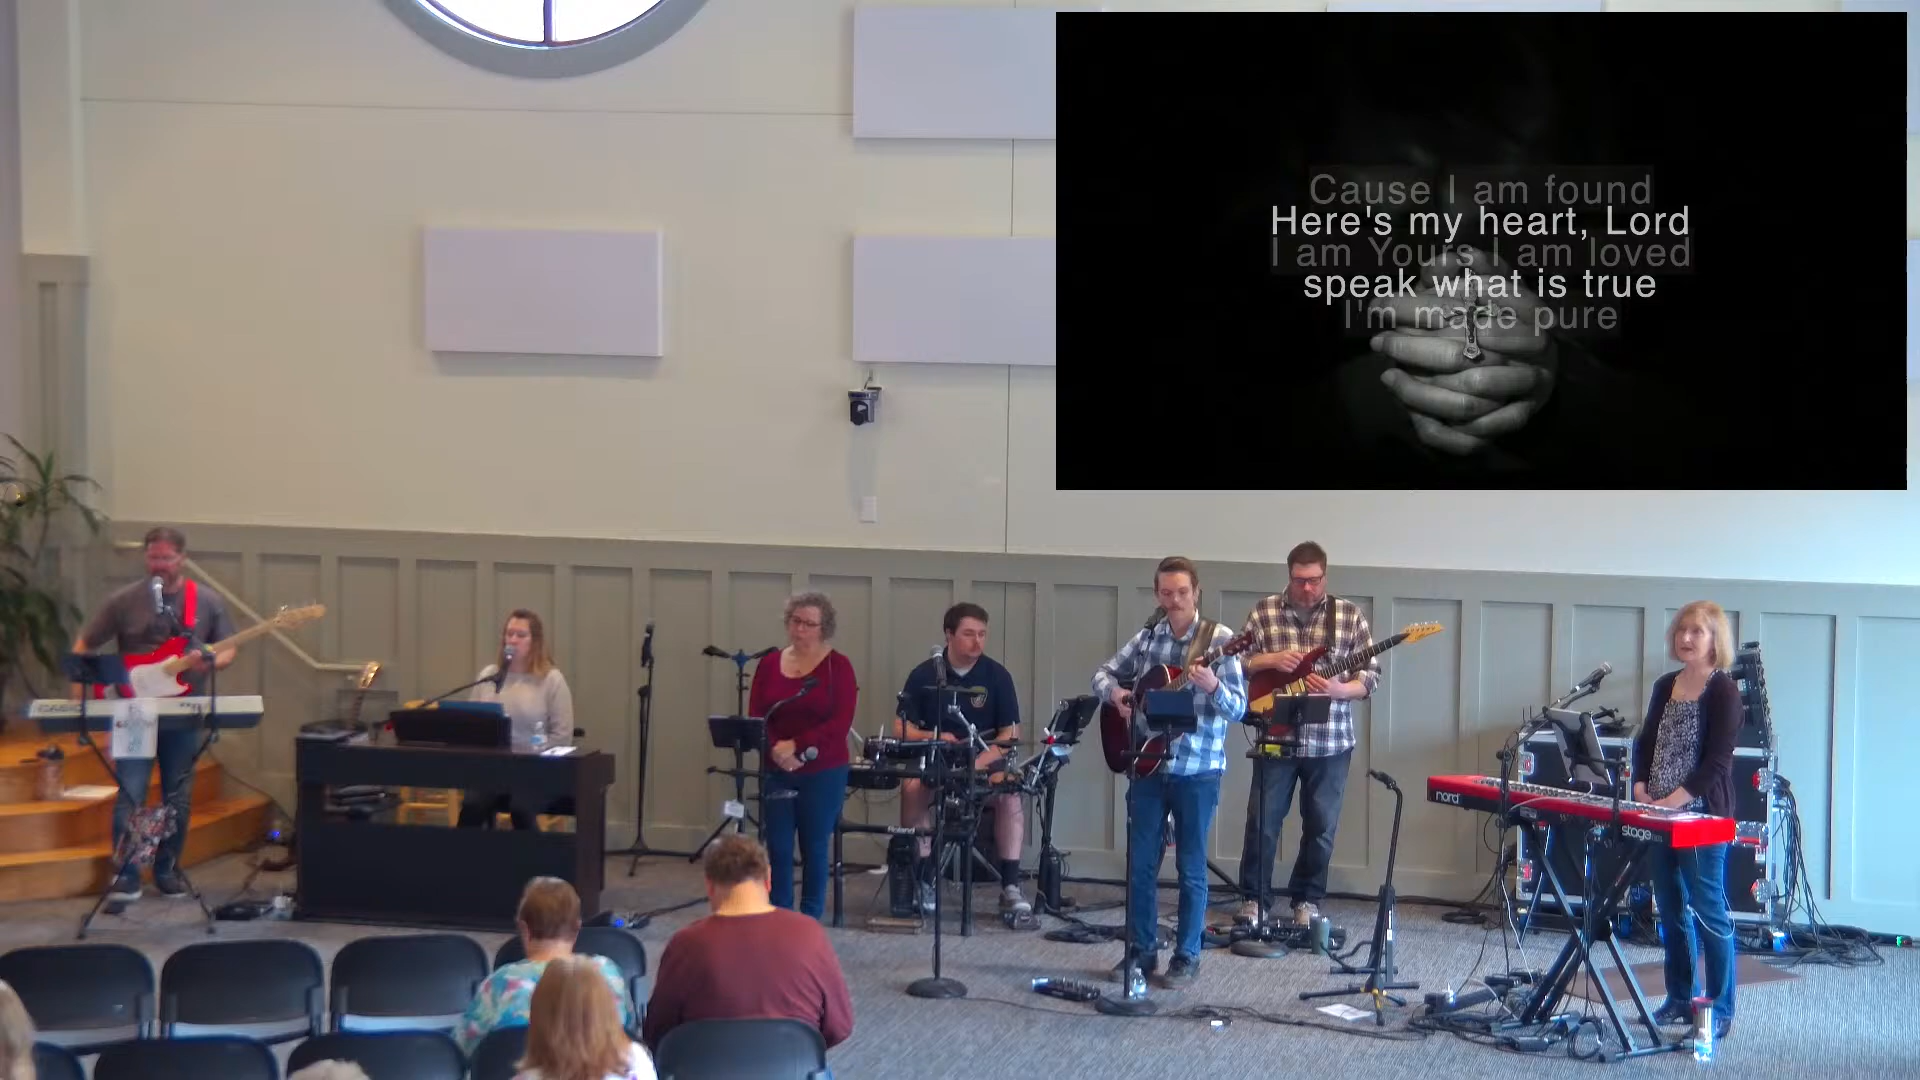 Cause I am found
Here's my heart, Lord
I am Yours I am loved
speak what is true
I'm made pure
CASIO
Roland
nord
stage